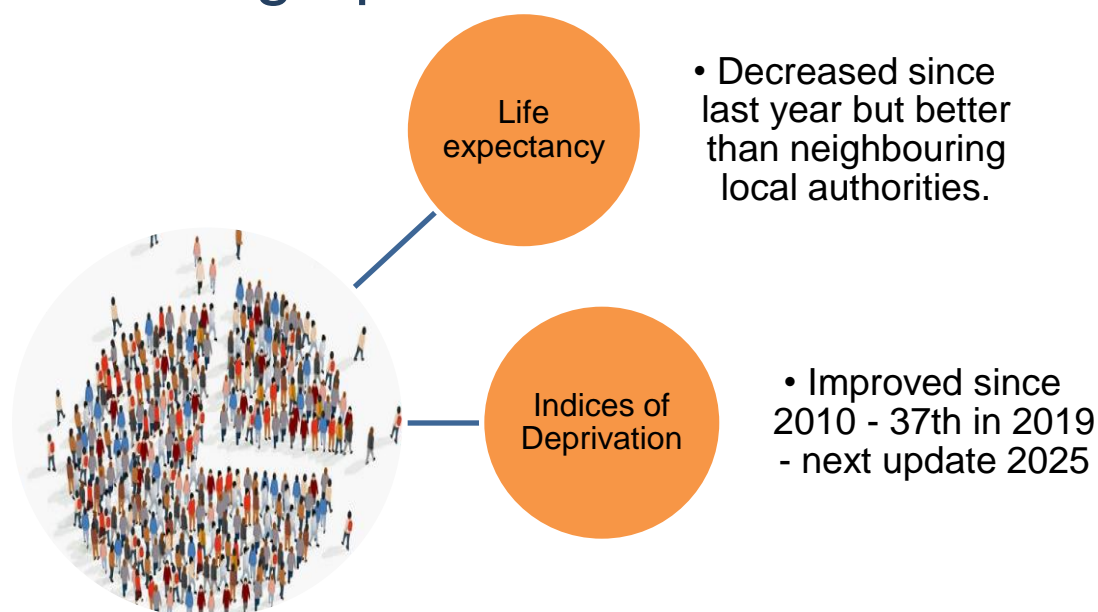 Life
expectancy
• Decreased since
last year but better
than neighbouring
local authorities.
Indices of
Deprivation
• Improved since
2010 - 37th in 2019
- next update 2025